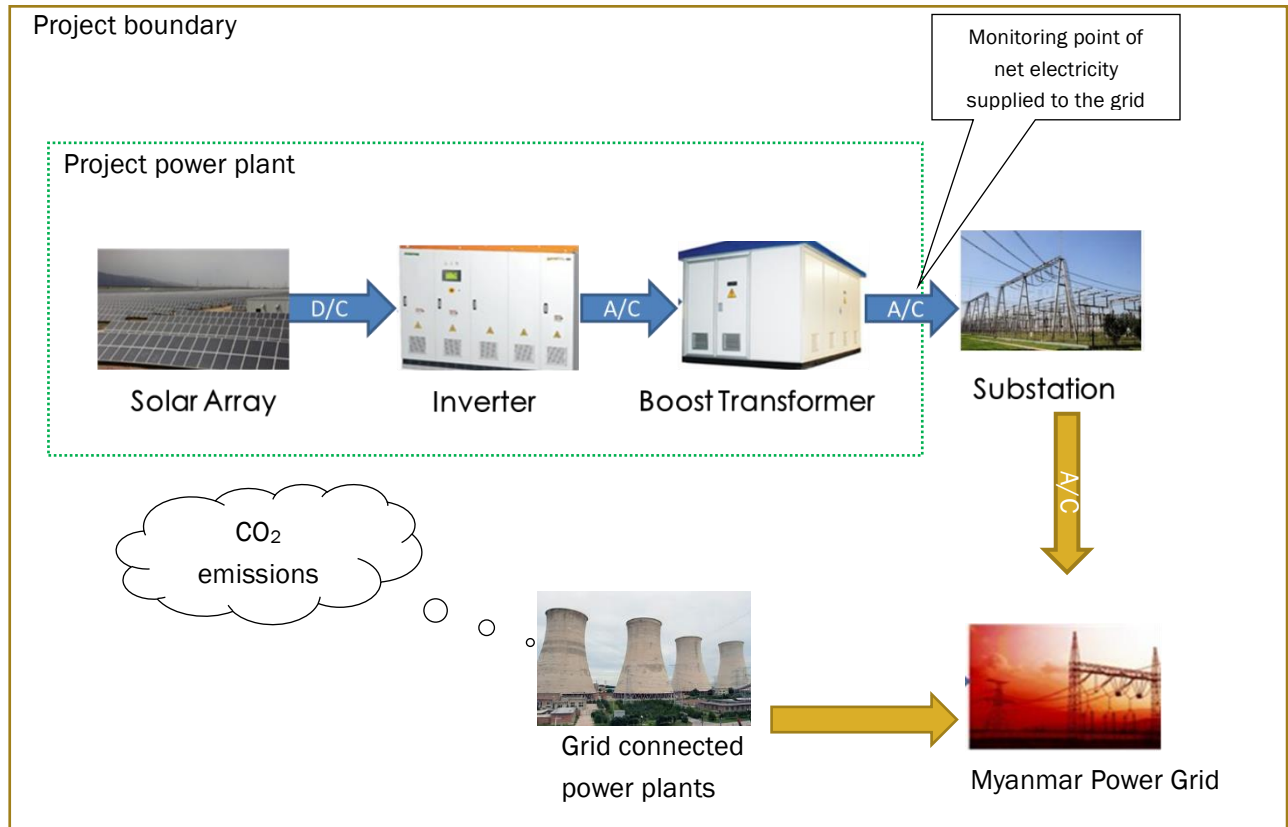 Project boundary
Monitoring point of
net electricity
supplied to the grid
Project power plant
D/C
A/C
A/C
Solar Array
Inverter
Boost Transformer
Substation
A/C
CO₂
emissions
Grid connected
power plants
Myanmar Power Grid